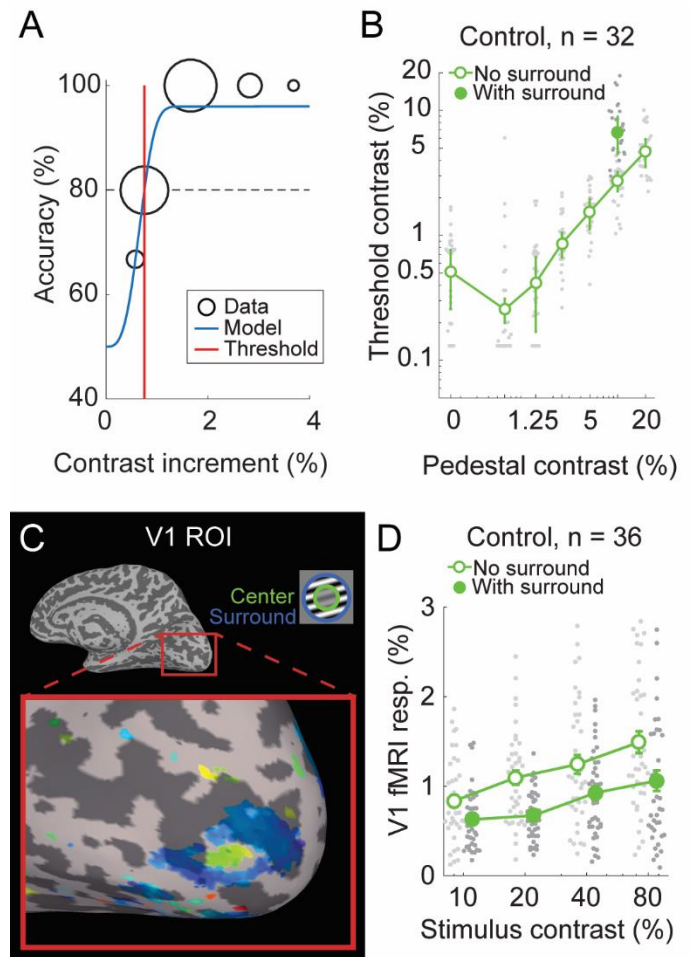 A
100
80
60
40
Accuracy (%)
Data
Model
Threshold
0
2
4
Contrast increment (%)
B
Control, n = 32
No surround
With surround
20
10
5
1
0.5
0.1
Threshold contrast (%)
0
1.25
5
20
Pedestal contrast (%)
C
V1 ROI
Center
Surround
D
Control, n = 36
No surround
With surround
3
2
1
0
V1 fMRI resp. (%)
10
20
40
80
Stimulus contrast (%)